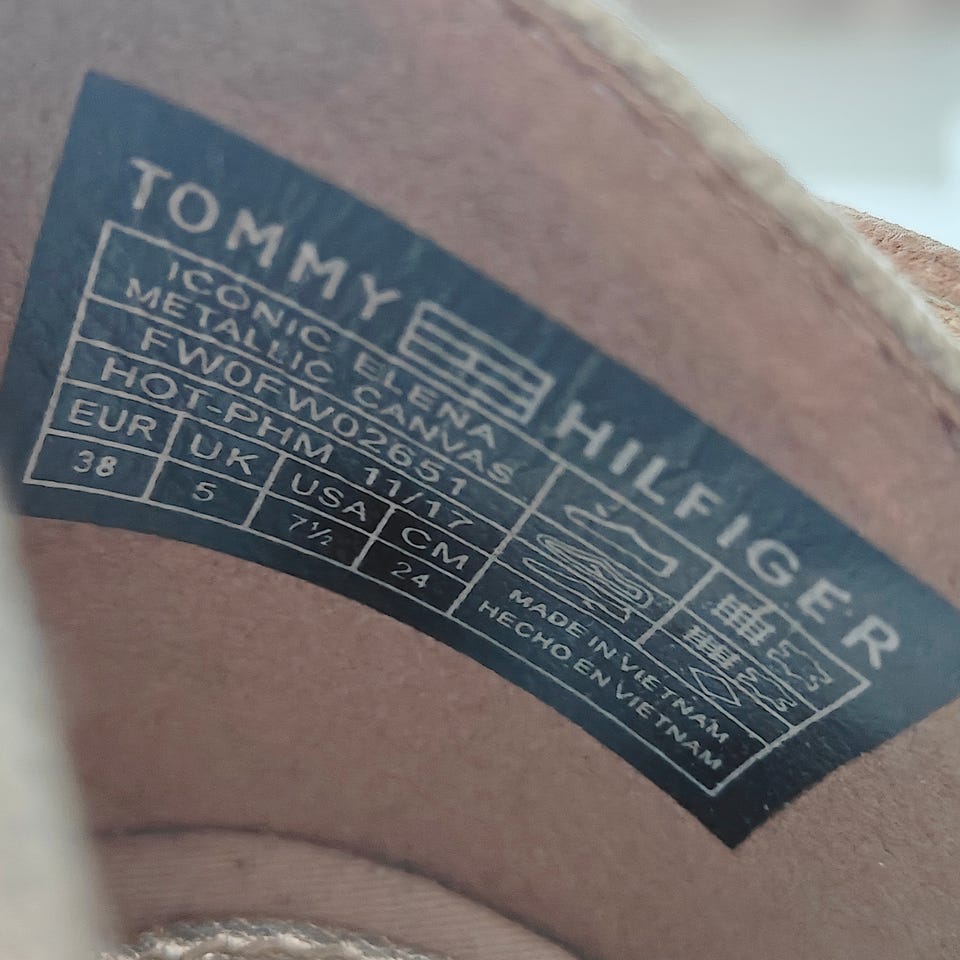 TOMMY HILFIGER
ICONIC ELENA
METALLIC CANVAS
FW0FW02651
HOT-PHM 11/17
EUR UK USA CM
38 5 7½ 24
MADE IN VIETNAM
HECHO EN VIETNAM